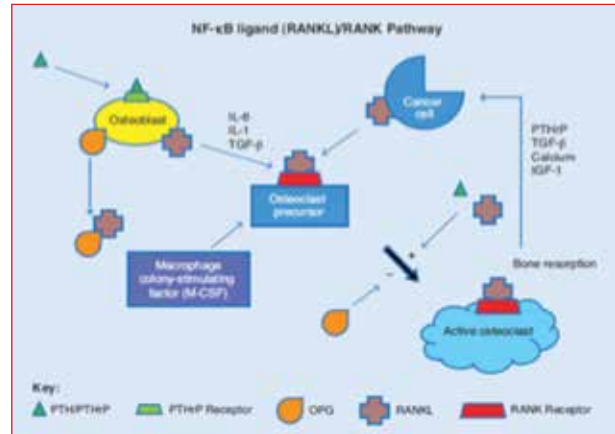 NF-κB ligand (RANKL)/RANK Pathway
Osteoblast
IL-6
IL-1
TGF-β
Cancer
cell
PTHrP
TGF-β
Calcium
IGF-1
Osteoclast
precursor
Macrophage
colony-stimulating
factor (M-CSF)
+
–
Bone resorption
Active osteoclast
Key:
PTH/PTHrP
PTHrP Receptor
OPG
RANKL
RANK Receptor